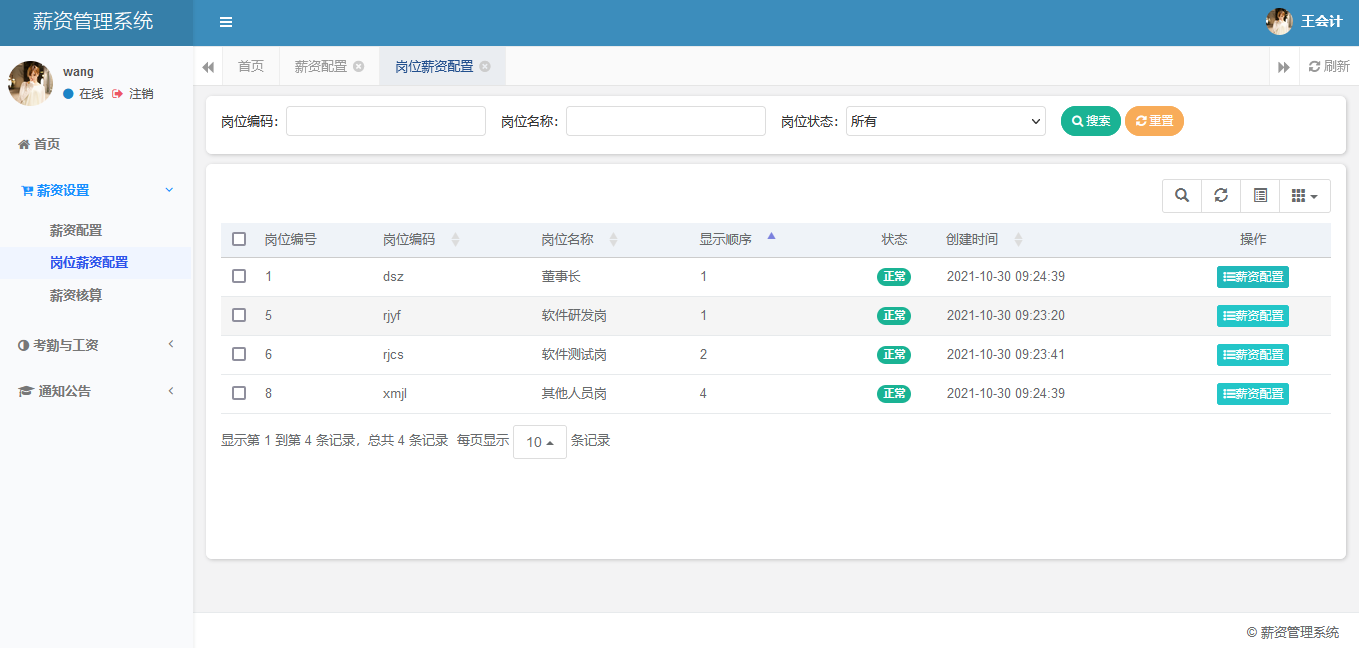 薪资管理系统
王会计
wang
在线 注销
首页
薪资设置
薪资配置
岗位薪资配置
薪资核算
考勤与工资
通知公告
首页 薪资配置 岗位薪资配置 刷新
岗位编码： 岗位名称： 岗位状态： 所有 搜索 重置
岗位编号 岗位编码 岗位名称 显示顺序 状态 创建时间 操作
1 dsz 董事长 1 正常 2021-10-30 09:24:39 薪资配置
5 rjyf 软件研发岗 1 正常 2021-10-30 09:23:20 薪资配置
6 rjcs 软件测试岗 2 正常 2021-10-30 09:23:41 薪资配置
8 xmjl 其他人员岗 4 正常 2021-10-30 09:24:39 薪资配置
显示第 1 到第 4 条记录，总共 4 条记录 每页显示 10 条记录
© 薪资管理系统